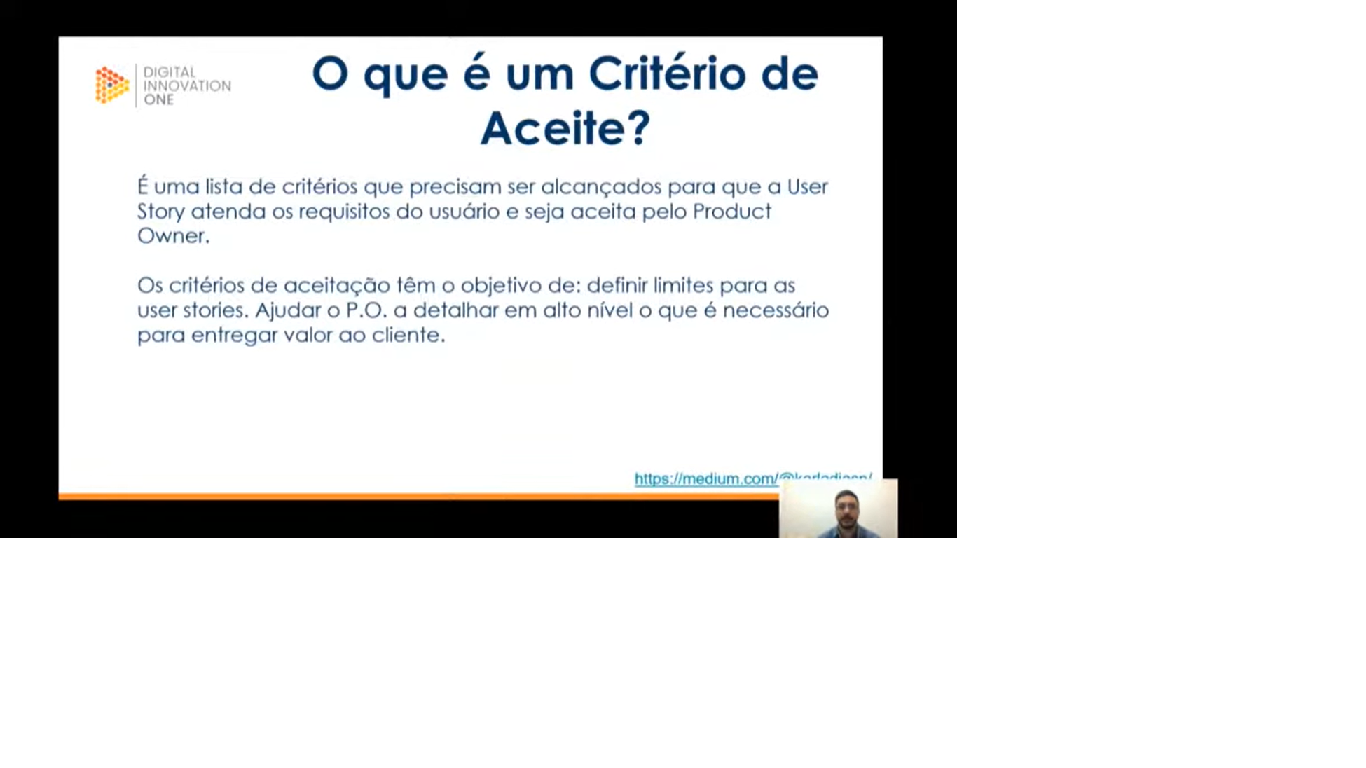 DIGITAL
INNOVATION
ONE
O que é um Critério de
Aceite?
É uma lista de critérios que precisam ser alcançados para que a User
Story atenda os requisitos do usuário e seja aceita pelo Product
Owner.
Os critérios de aceitação têm o objetivo de: definir limites para as
user stories. Ajudar o P.O. a detalhar em alto nível o que é necessário
para entregar valor ao cliente.
https://medium.com/